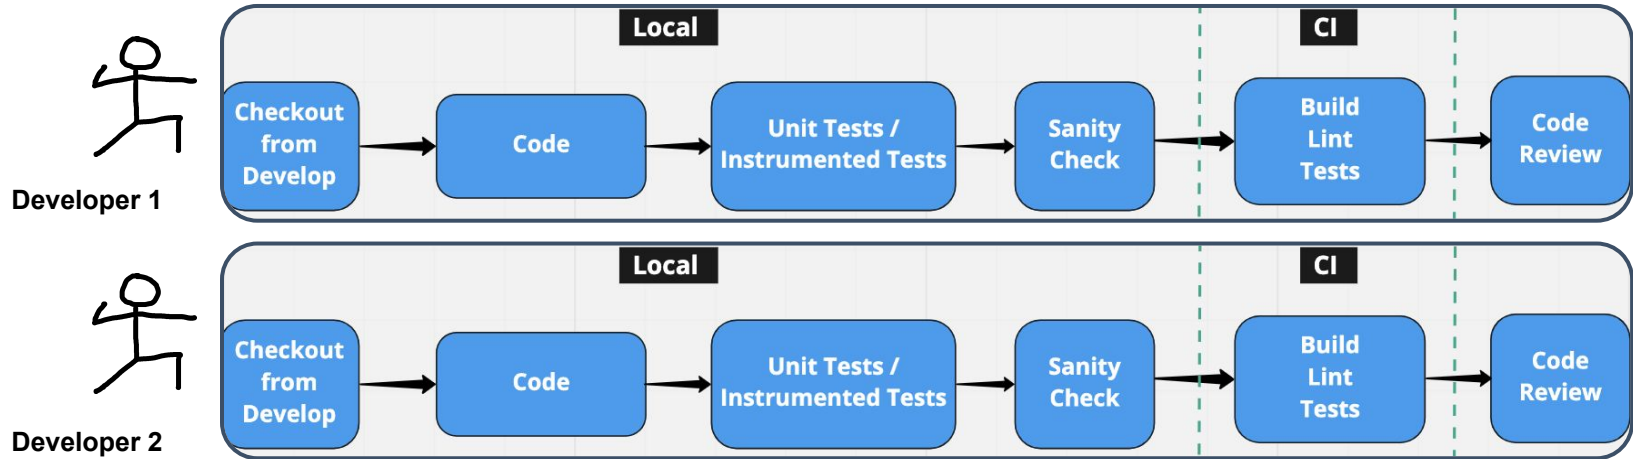 Local
CI
Checkout
from
Develop
Code
Unit Tests /
Instrumented Tests
Sanity
Check
Build
Lint
Tests
Code
Review
Developer 1
Local
CI
Checkout
from
Develop
Code
Unit Tests /
Instrumented Tests
Sanity
Check
Build
Lint
Tests
Code
Review
Developer 2